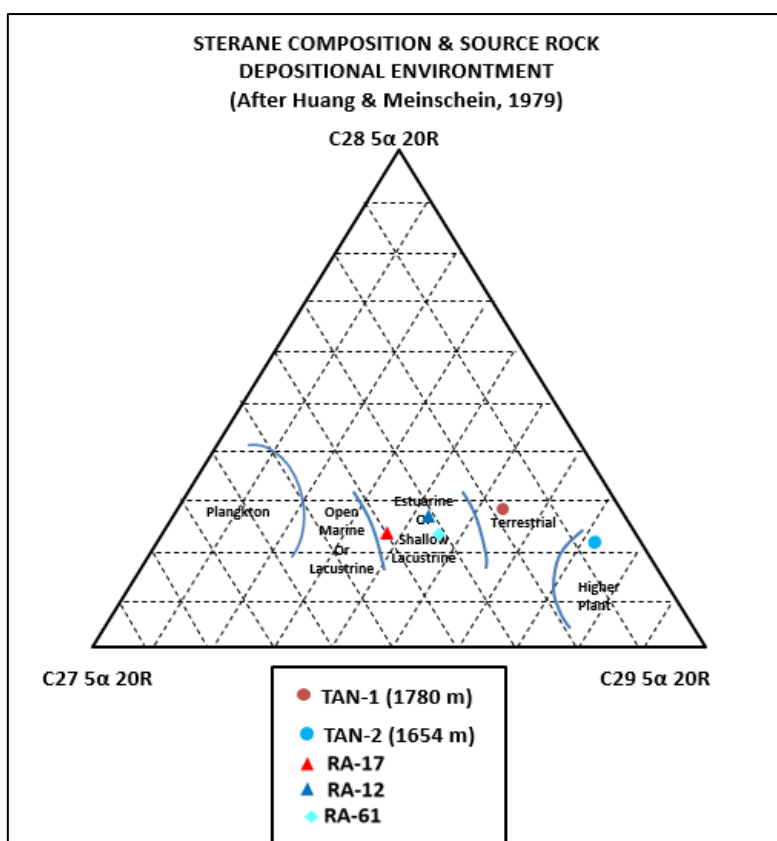 STERANE COMPOSITION & SOURCE ROCK
DEPOSITIONAL ENVIRONTMENT
(After Huang & Meinschein, 1979)
C28 5α 20R
Plangkton
Open
Marine
Or
Lacustrine
Estuarine
Or
Shallow
Lacustrine
Terrestrial
Higher
Plant
C27 5α 20R
C29 5α 20R
TAN-1 (1780 m)
TAN-2 (1654 m)
RA-17
RA-12
RA-61